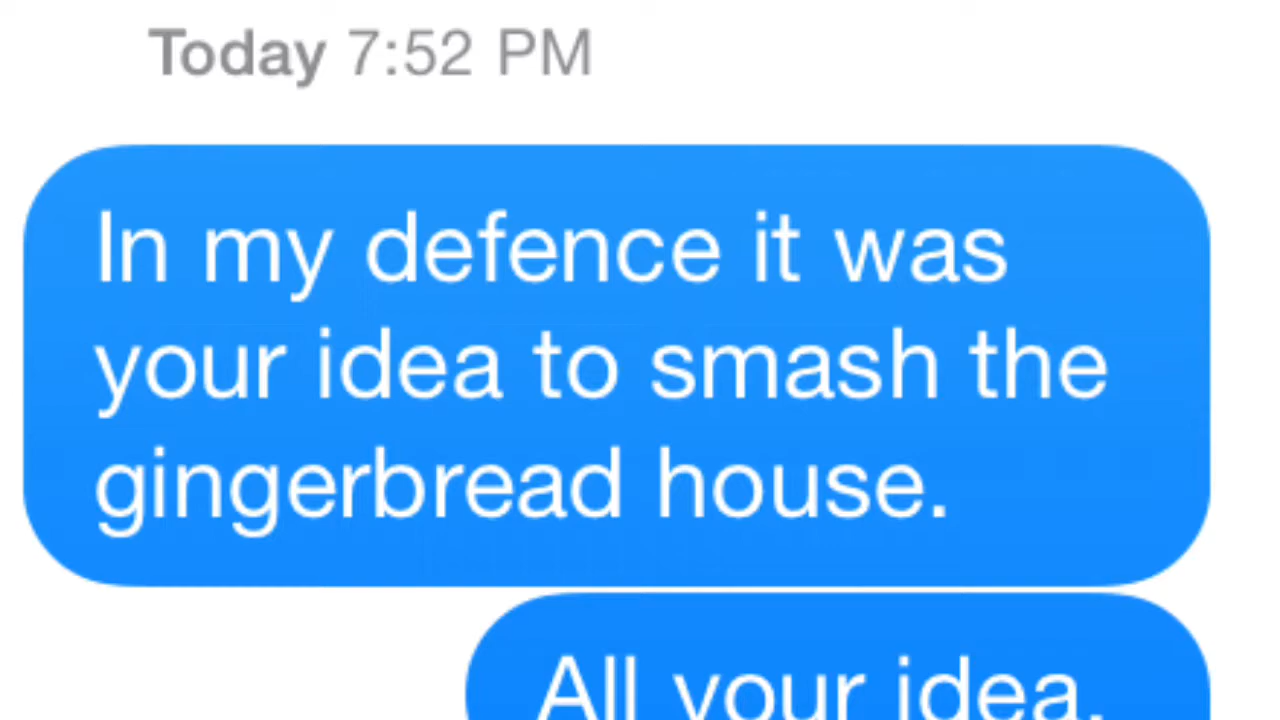 Today 7:52 PM
In my defence it was
your idea to smash the
gingerbread house.
All your idea.